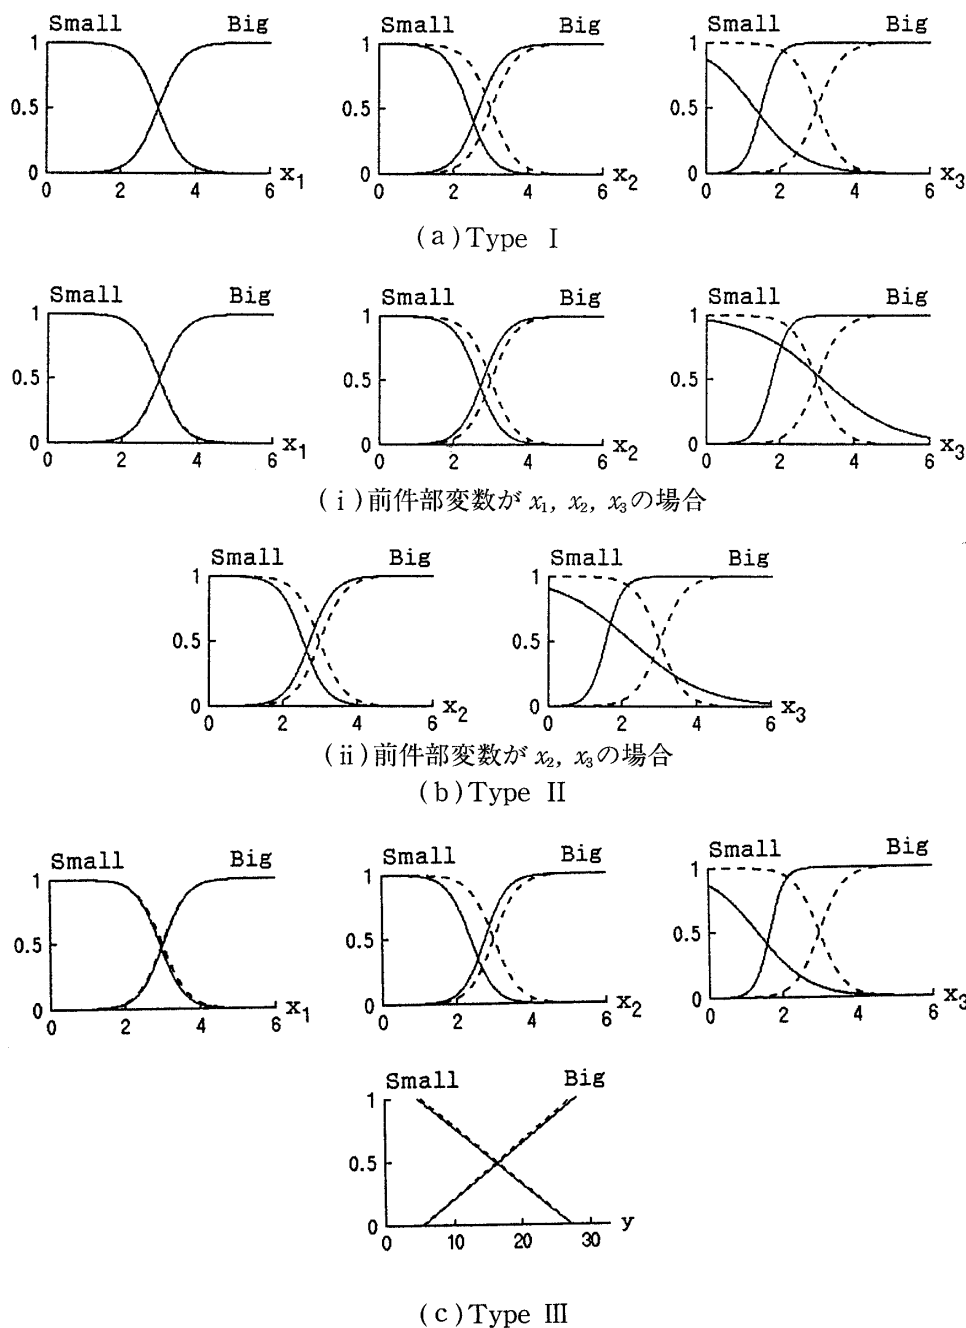 Small Big Small Big Small Big
1 1 1
0.5 0.5 0.5
0 0 0
0 2 4 6 x1 0 2 4 6 x2 0 2 4 6 x3
(a) Type I
Small Big Small Big Small Big
1 1 1
0.5 0.5 0.5
0 0 0
0 2 4 6 x1 0 2 4 6 x2 0 2 4 6 x3
(i) 前件部変数が x1, x2, x3の場合
Small Big Small Big
1 1
0.5 0.5
0 0
0 2 4 6 x2 0 2 4 6 x3
(ii) 前件部変数が x2, x3の場合
(b) Type II
Small Big Small Big Small Big
1 1 1
0.5 0.5 0.5
0 0 0
0 2 4 6 x1 0 2 4 6 x2 0 2 4 6 x3
Small Big
1
0.5
0
0 10 20 30 y
(c) Type III